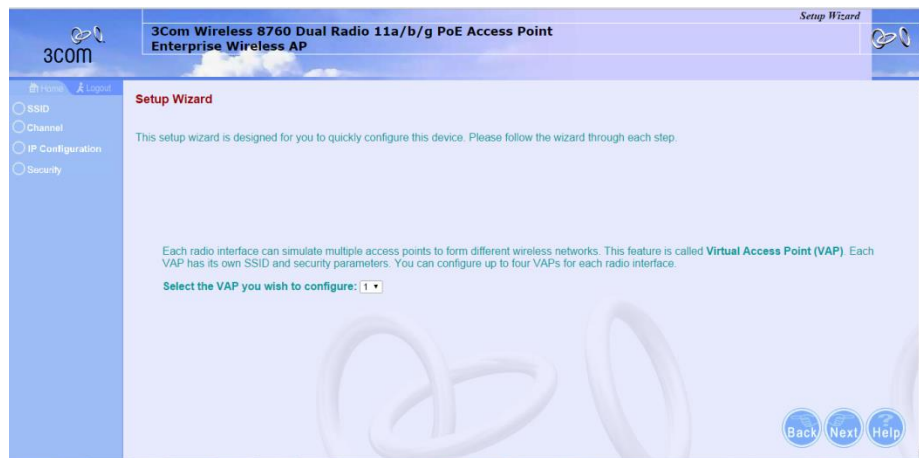 Setup Wizard
3Com Wireless 8760 Dual Radio 11a/b/g PoE Access Point
Enterprise Wireless AP
3COM
Home Logout
SSID
Channel
IP Configuration
Security
Setup Wizard
This setup wizard is designed for you to quickly configure this device. Please follow the wizard through each step.
Each radio interface can simulate multiple access points to form different wireless networks. This feature is called Virtual Access Point (VAP). Each
VAP has its own SSID and security parameters. You can configure up to four VAPs for each radio interface.
Select the VAP you wish to configure: 1
Back Next Help